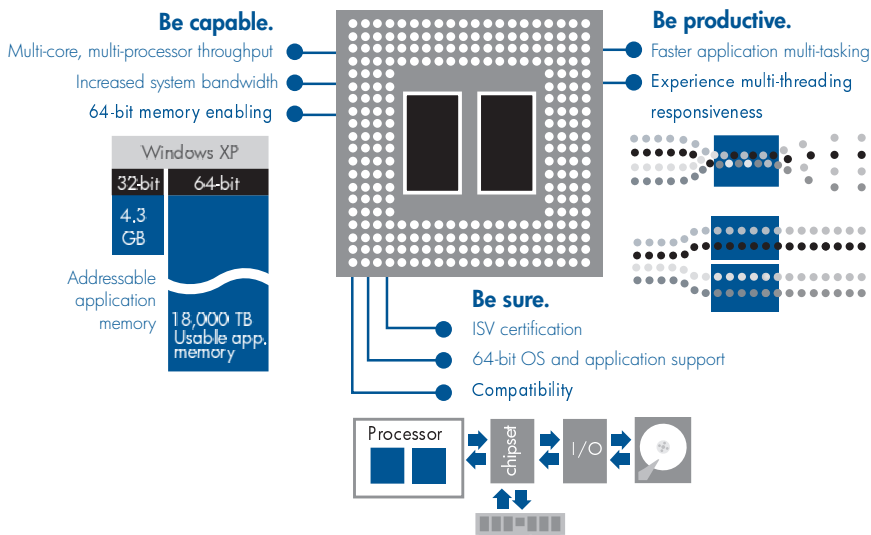 Be capable.
Multi-core, multi-processor throughput
Increased system bandwidth
64-bit memory enabling
Windows XP
32-bit
64-bit
4.3
GB
Addressable
application
memory
18,000 TB
Usable app.
memory
Be productive.
Faster application multi-tasking
Experience multi-threading
responsiveness
Be sure.
ISV certification
64-bit OS and application support
Compatibility
Processor
chipset
I/O